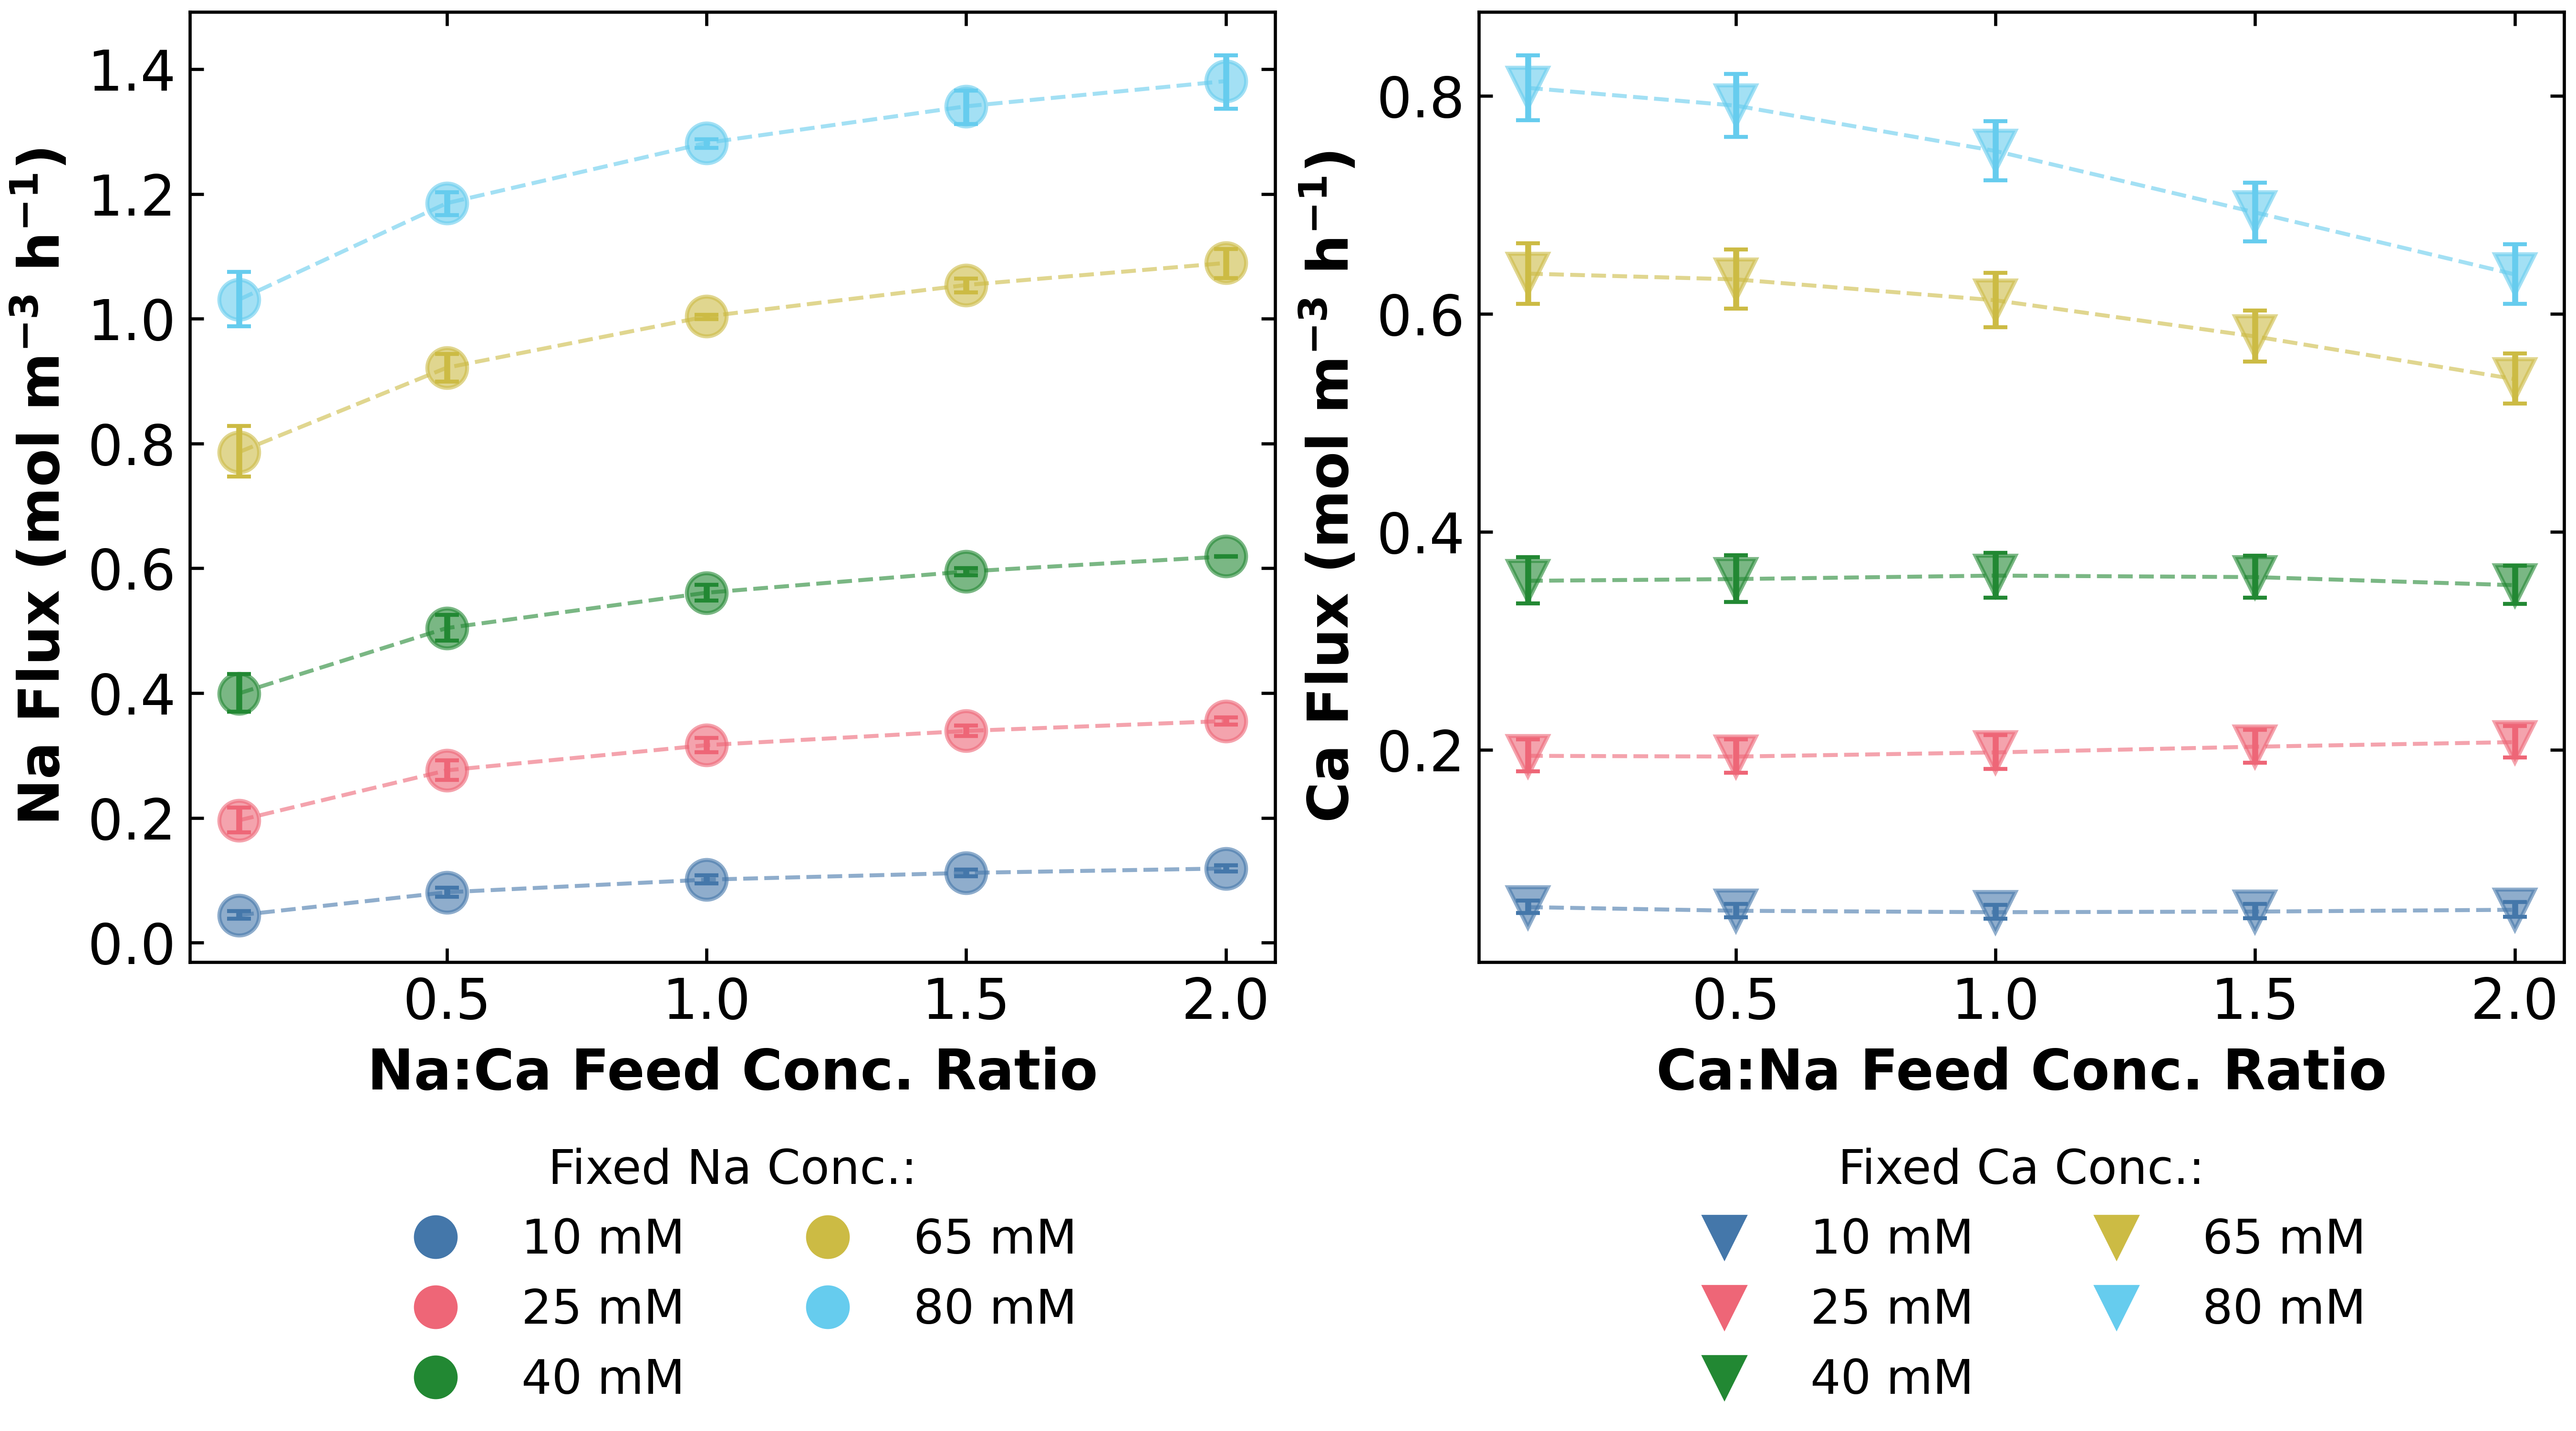 Na Flux (mol m⁻³ h⁻¹)
1.4
1.2
1.0
0.8
0.6
0.4
0.2
0.0
0.5 1.0 1.5 2.0
Na:Ca Feed Conc. Ratio
Fixed Na Conc.:
10 mM
25 mM
40 mM
65 mM
80 mM
Ca Flux (mol m⁻³ h⁻¹)
0.8
0.6
0.4
0.2
0.5 1.0 1.5 2.0
Ca:Na Feed Conc. Ratio
Fixed Ca Conc.:
10 mM
25 mM
40 mM
65 mM
80 mM